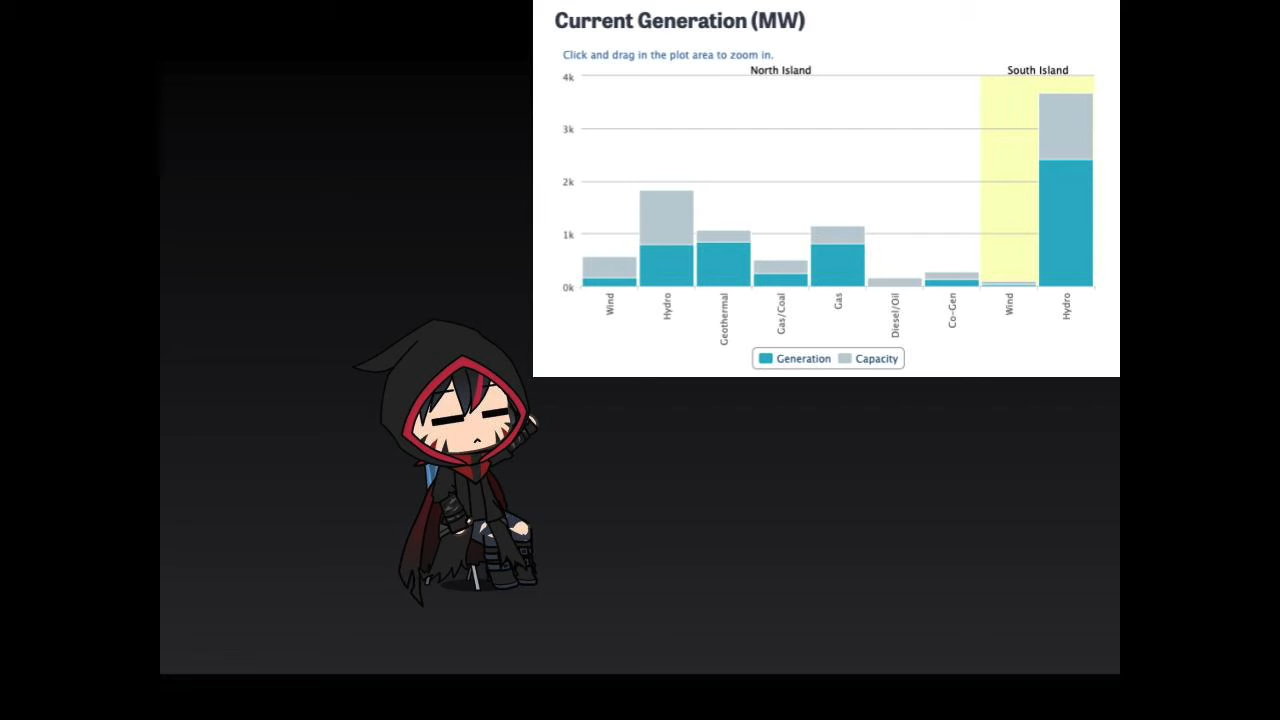 Current Generation (MW)
Click and drag in the plot area to zoom in.
North Island South Island
4k
3k
2k
1k
0k
Wind
Hydro
Geothermal
Gas/Coal
Gas
Diesel/Oil
Co-Gen
Wind
Hydro
Generation Capacity